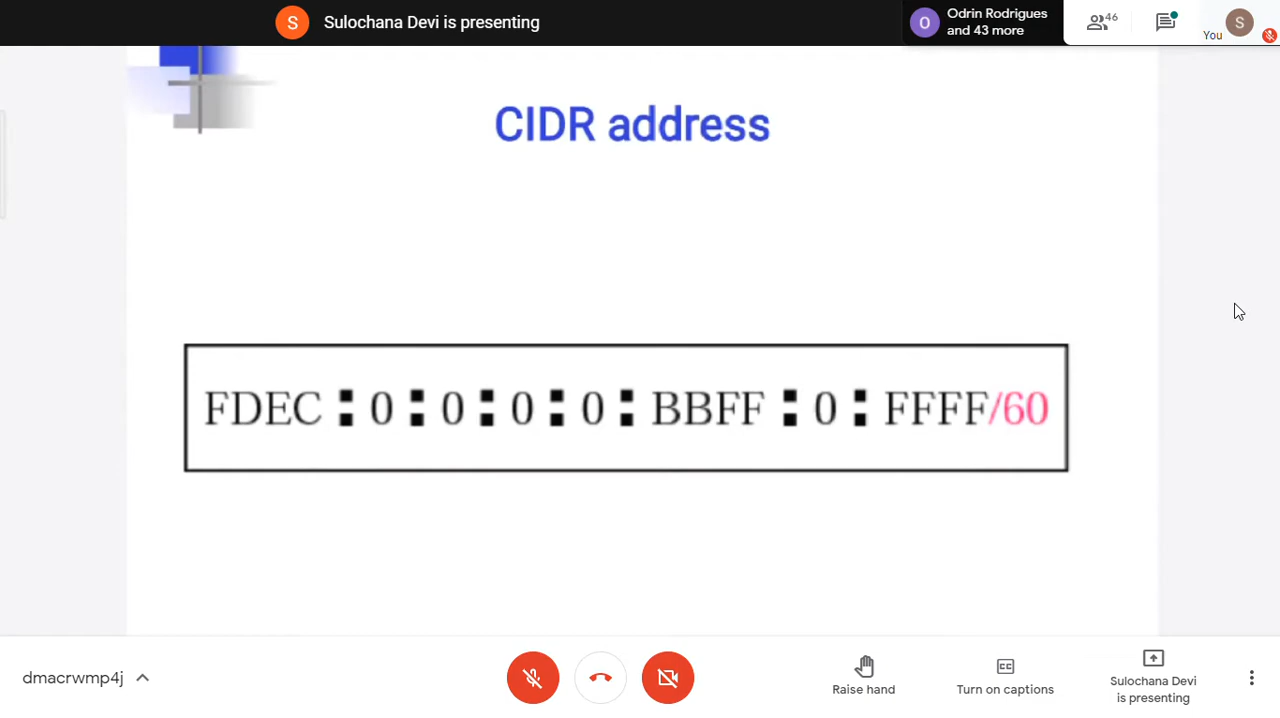 S Sulochana Devi is presenting
O Odrin Rodrigues
and 43 more
46
You
S
CIDR address
FDEC : 0 : 0 : 0 : 0 : BBFF : 0 : FFFF/60
dmacrwmp4j
Raise hand
CC
Turn on captions
Sulochana Devi
is presenting